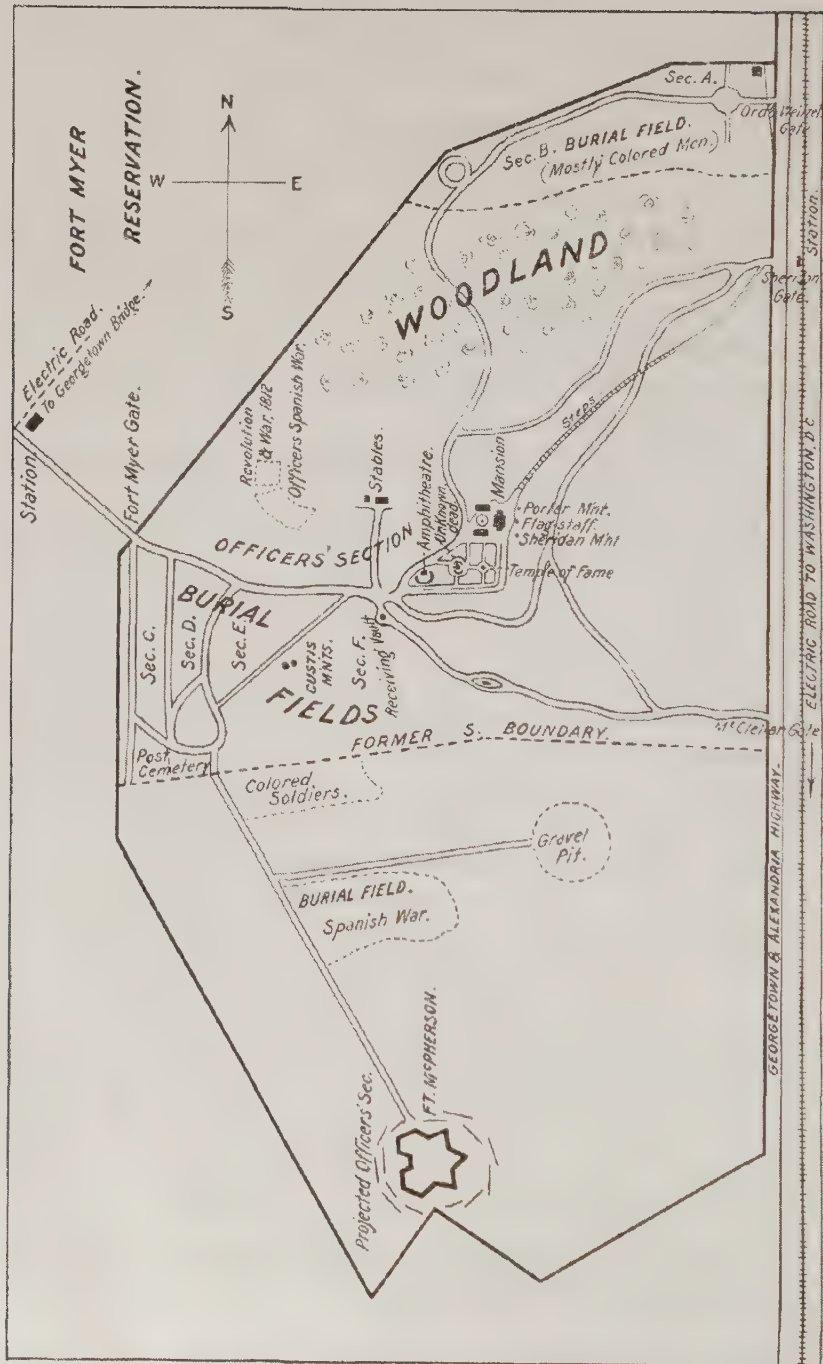 FORT MYER
RESERVATION.
N
W
E
S
Electric Road.
To Georgetown Bridge.
Station.
Fort Myer Gate.
Sec. A.
Gate
Sec. B. BURIAL FIELD.
(Mostly Colored Men.)
WOODLAND
Station.
Sheridan
Gate.
Revolution
& War, 1812
Officers Spanish War.
Stables.
Steps
OFFICERS' SECTION
Amphitheatre.
Unknown
dead.
Mansion
Porter Mnt.
Flag staff.
Sheridan Mnt
Temple of Fame
BURIAL
FIELDS
Sec. C.
Sec. D.
Sec. E.
CUSTIS
MNTS.
Sec. F.
Receiving Vault
Post
Cemetery
FORMER S. BOUNDARY.
McClellan Gate
Colored
Soldiers.
Gravel
Pit.
BURIAL FIELD.
Spanish War.
Projected Officers' Sec.
FT. McPHERSON.
GEORGETOWN & ALEXANDRIA HIGHWAY.
ELECTRIC ROAD TO WASHINGTON, D.C